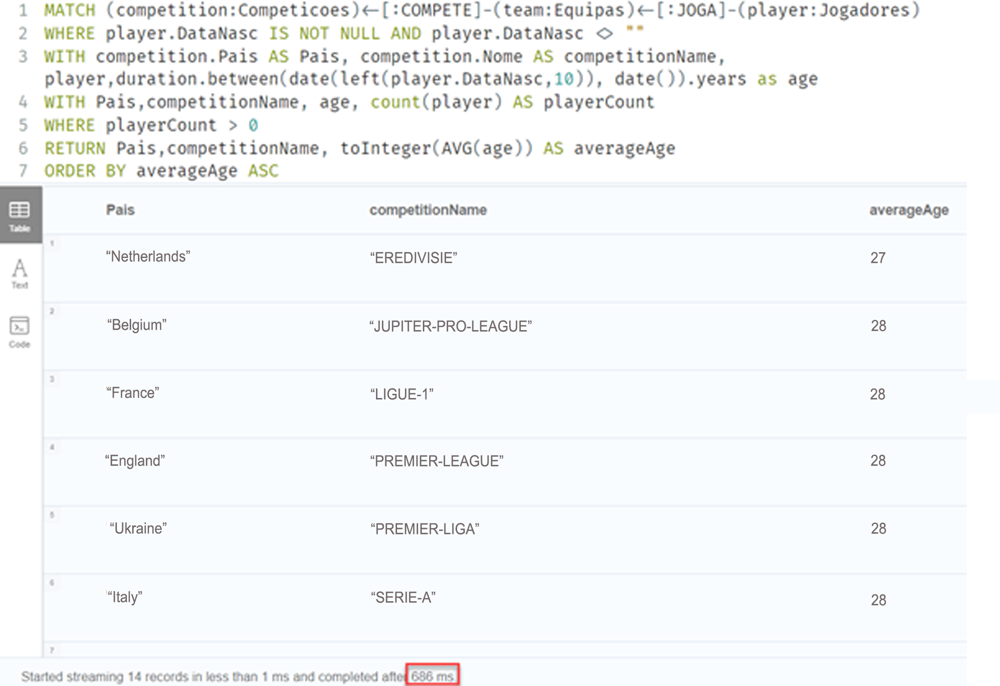 1 MATCH (competition:Competicoes)<-[:COMPETE]-(team:Equipas)<-[:JOGA]-(player:Jogadores)
2 WHERE player.DataNasc IS NOT NULL AND player.DataNasc <> ""
3 WITH competition.Pais AS Pais, competition.Nome AS competitionName,
player,duration.between(date(left(player.DataNasc,10)), date()).years as age
4 WITH Pais,competitionName, age, count(player) AS playerCount
5 WHERE playerCount > 0
6 RETURN Pais,competitionName, toInteger(AVG(age)) AS averageAge
7 ORDER BY averageAge ASC
Table
Text
Code
Pais competitionName averageAge
1
“Netherlands” “EREDIVISIE” 27
2
“Belgium” “JUPITER-PRO-LEAGUE” 28
3
“France” “LIGUE-1” 28
4
“England” “PREMIER-LEAGUE” 28
5
“Ukraine” “PREMIER-LIGA” 28
6
“Italy” “SERIE-A” 28
7
Started streaming 14 records in less than 1 ms and completed after 686 ms.